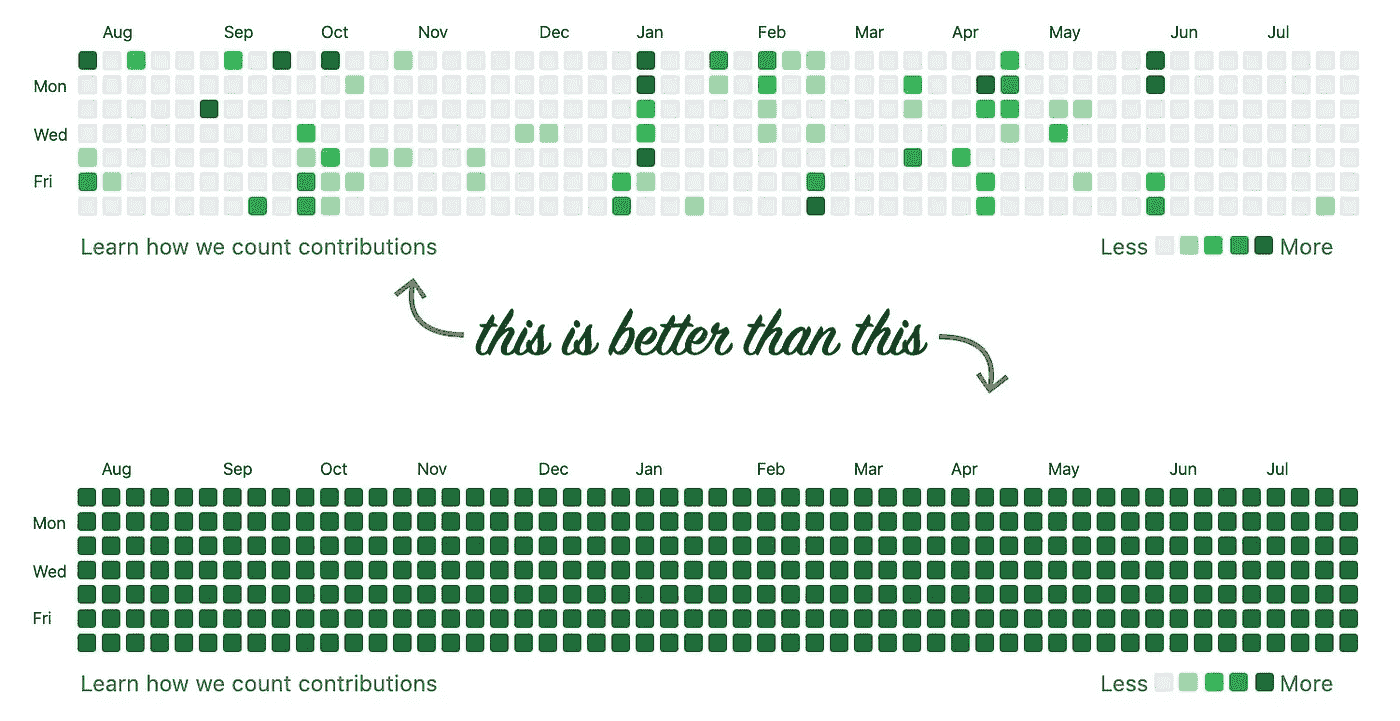 Aug Sep Oct Nov Dec Jan Feb Mar Apr May Jun Jul
Mon
Wed
Fri
Learn how we count contributions Less More
this is better than this
Aug Sep Oct Nov Dec Jan Feb Mar Apr May Jun Jul
Mon
Wed
Fri
Learn how we count contributions Less More